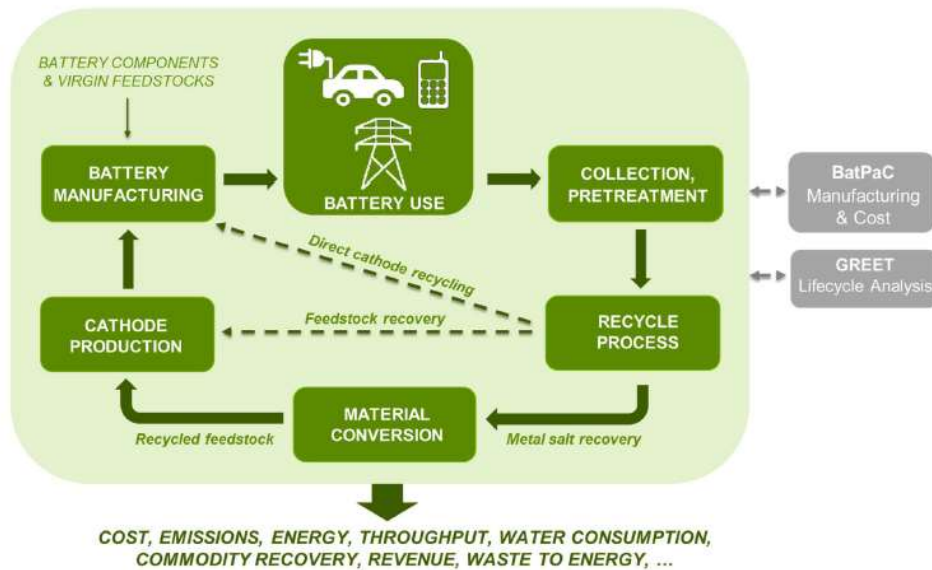 BATTERY COMPONENTS
& VIRGIN FEEDSTOCKS
BATTERY
MANUFACTURING
BATTERY USE
COLLECTION,
PRETREATMENT
BatPaC
Manufacturing
& Cost
GREET
Lifecycle Analysis
Direct cathode recycling
Feedstock recovery
CATHODE
PRODUCTION
RECYCLE
PROCESS
MATERIAL
CONVERSION
Recycled feedstock
Metal salt recovery
COST, EMISSIONS, ENERGY, THROUGHPUT, WATER CONSUMPTION,
COMMODITY RECOVERY, REVENUE, WASTE TO ENERGY, ...